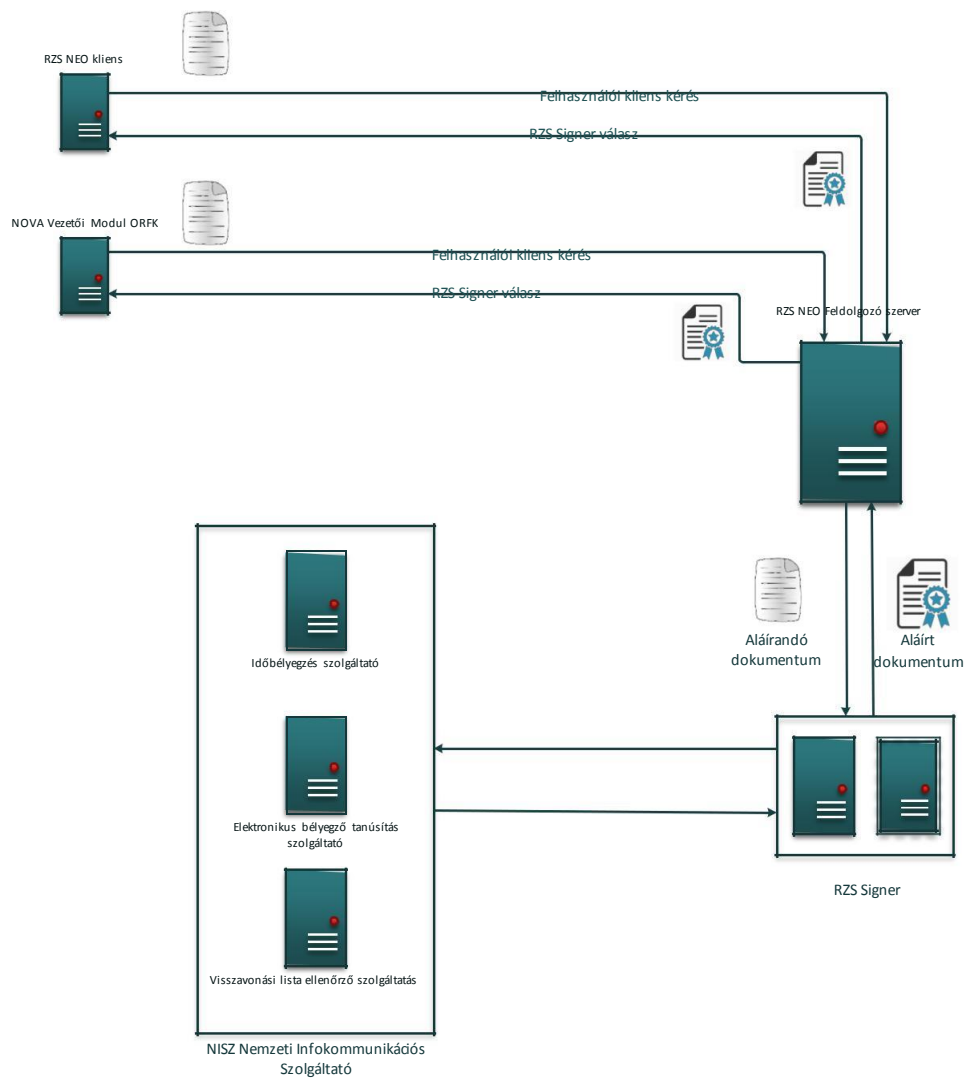 RZS NEO kliens
Felhasználói kliens kérés
RZS Signer válasz
NOVA Vezetői Modul ORFK
Felhasználói kliens kérés
RZS Signer válasz
RZS NEO Feldolgozó szerver
Aláírandó
dokumentum
Aláírt
dokumentum
Időbélyegzés szolgáltató
Elektronikus bélyegző tanúsítás
szolgáltató
Visszavonási lista ellenőrző szolgáltatás
RZS Signer
NISZ Nemzeti Infokommunikációs
Szolgáltató